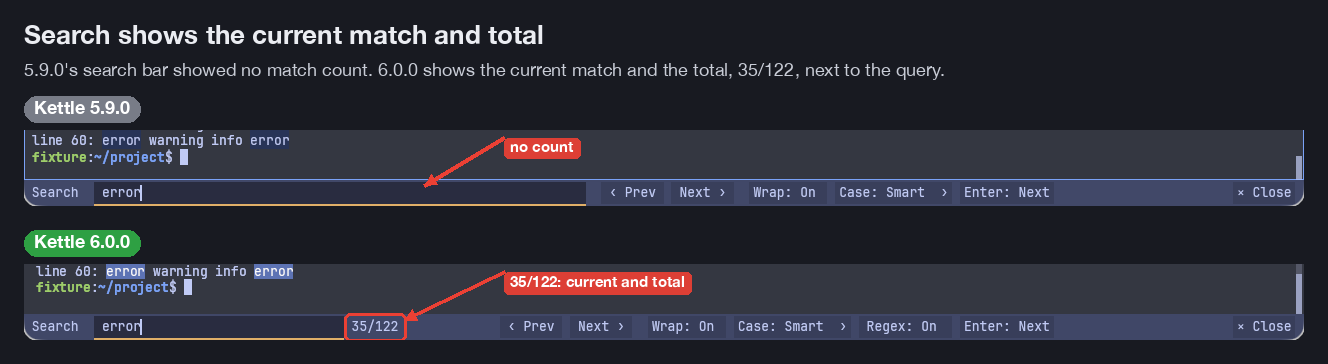 Search shows the current match and total
5.9.0's search bar showed no match count. 6.0.0 shows the current match and the total, 35/122, next to the query.
Kettle 5.9.0
line 60: error warning info error
no count
fixture:~/project$
Search error ‹ Prev Next › Wrap: On Case: Smart › Enter: Next × Close
Kettle 6.0.0
line 60: error warning info error
35/122: current and total
fixture:~/project$
Search error 35/122 ‹ Prev Next › Wrap: On Case: Smart › Regex: On Enter: Next × Close